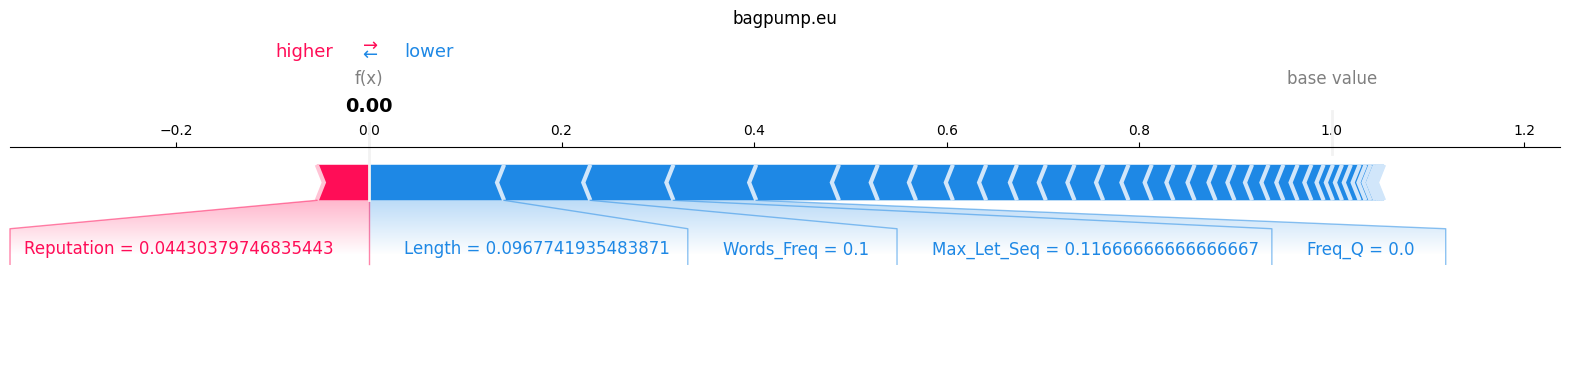 bagpump.eu
higher → lower
←
f(x) base value
0.00
−0.2 0.0 0.2 0.4 0.6 0.8 1.0 1.2
Reputation = 0.04430379746835443 Length = 0.0967741935483871 Words_Freq = 0.1 Max_Let_Seq = 0.11666666666666667 Freq_Q = 0.0